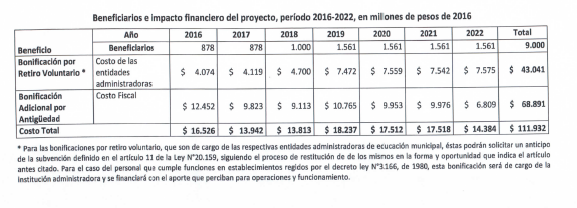 Beneficiarios e impacto financiero del proyecto, período 2016-2022, en millones de pesos de 2016
Año 2016 2017 2018 2019 2020 2021 2022 Total
Beneficio Beneficiarios 878 878 1.000 1.561 1.561 1.561 1.561 9.000
Bonificación por Retiro Voluntario * Costo de las entidades administradoras $ 4.074 $ 4.119 $ 4.700 $ 7.472 $ 7.559 $ 7.542 $ 7.575 $ 43.041
Bonificación Adicional por Antigüedad Costo Fiscal $ 12.452 $ 9.823 $ 9.113 $ 10.765 $ 9.953 $ 9.976 $ 6.809 $ 68.891
Costo Total $ 16.526 $ 13.942 $ 13.813 $ 18.237 $ 17.512 $ 17.518 $ 14.384 $ 111.932
* Para las bonificaciones por retiro voluntario, que son de cargo de las respectivas entidades administradoras de ecucación municipal, éstas podrán solicitar un anticipo
de la subvención definido en el artículo 11 de la Ley N°20.159, siguiendo el proceso de restitución de de los mismos en la forma y oportunidad que indica el artículo
antes citado. Para el caso del personal que cumple funciones en establecimientos regidos por el decreto ley N°3.166, de 1980, esta bonificación será de cargo de la
institución administradora y se financiará con el aporte que perciban para operaciones y funcionamiento.